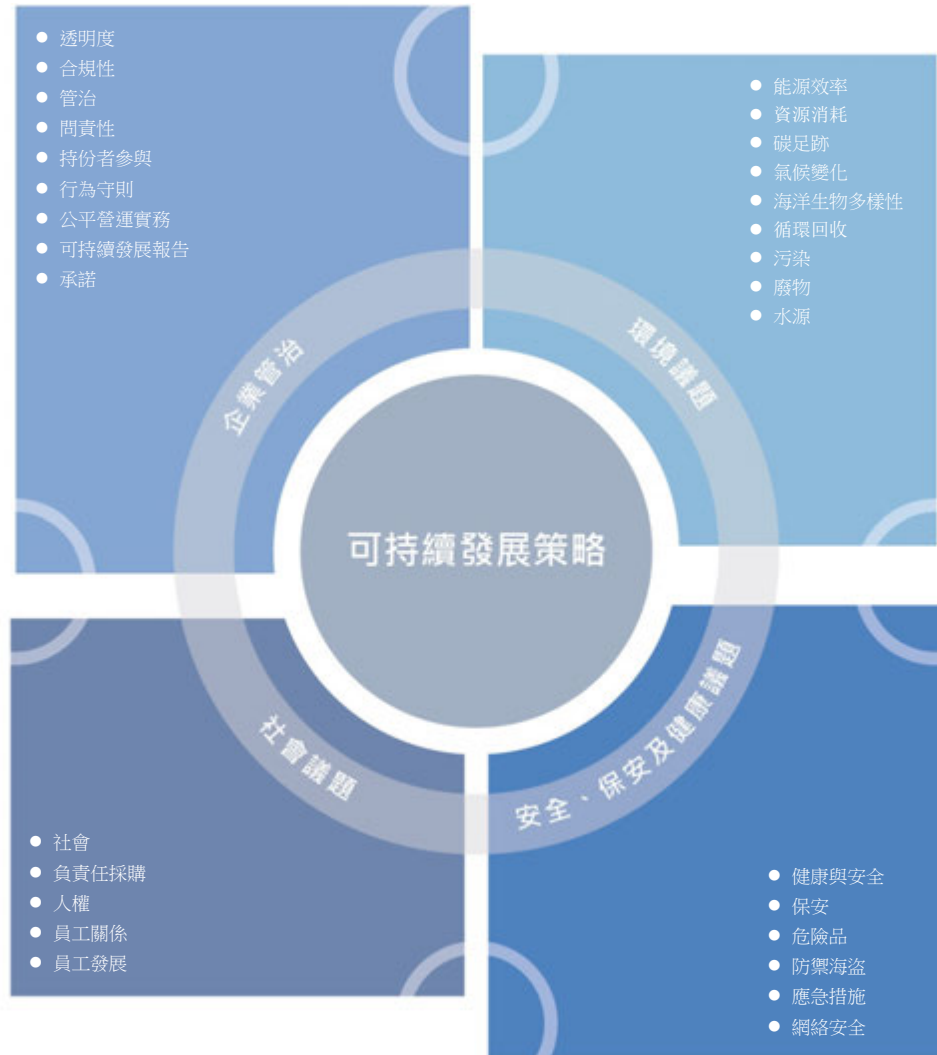 ● 透明度
● 合規性
● 管治
● 問責性
● 持份者參與
● 行為守則
● 公平營運實務
● 可持續發展報告
● 承諾
● 能源效率
● 資源消耗
● 碳足跡
● 氣候變化
● 海洋生物多樣性
● 循環回收
● 污染
● 廢物
● 水源
企業管治
環境議題
可持續發展策略
社會議題
安全、保安及健康議題
● 社會
● 負責任採購
● 人權
● 員工關係
● 員工發展
● 健康與安全
● 保安
● 危險品
● 防禦海盜
● 應急措施
● 網絡安全